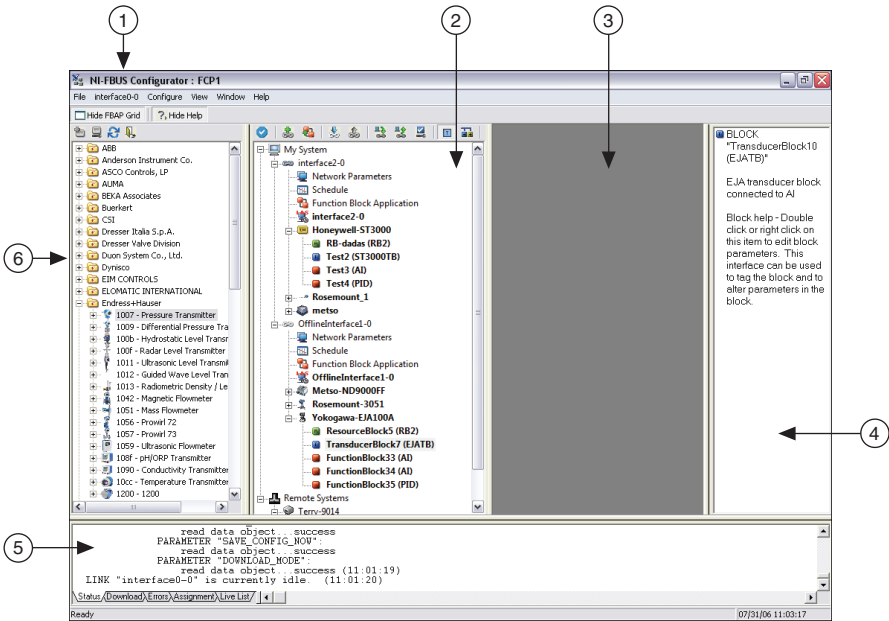 1
2
3
NI-FBUS Configurator : FCP1
File interface0-0 Configure View Window Help
Hide FBAP Grid ?, Hide Help
ABB
Anderson Instrument Co.
ASCO Controls, LP
AUMA
BEKA Associates
Buerkert
CSI
Dresser Italia S.p.A.
Dresser Valve Division
Duon System Co., Ltd.
Dynisco
EIM CONTROLS
ELOMATIC INTERNATIONAL
Endress+Hauser
1007 - Pressure Transmitter
1009 - Differential Pressure Tra
100b - Hydrostatic Level Transr
100f - Radar Level Transmitter
1011 - Ultrasonic Level Transmi
1012 - Guided Wave Level Tran
1013 - Radiometric Density / Le
1042 - Magnetic Flowmeter
1051 - Mass Flowmeter
1056 - Prowirl 72
1057 - Prowirl 73
1059 - Ultrasonic Flowmeter
108f - pH/ORP Transmitter
1090 - Conductivity Transmitter
10cc - Temperature Transmitter
1200 - 1200
My System
interface2-0
Network Parameters
Schedule
Function Block Application
interface2-0
Honeywell-ST3000
RB-dadas (RB2)
Test2 (ST3000TB)
Test3 (AI)
Test4 (PID)
Rosemount_1
metso
OfflineInterface1-0
Network Parameters
Schedule
Function Block Application
OfflineInterface1-0
Metso-ND9000FF
Rosemount-3051
Yokogawa-EJA100A
ResourceBlock5 (RB2)
TransducerBlock7 (EJATB)
FunctionBlock33 (AI)
FunctionBlock34 (AI)
FunctionBlock35 (PID)
Remote Systems
Terry-9014
BLOCK
"TransducerBlock10
(EJATB)"
EJA transducer block
connected to AI
Block help - Double
click or right click on
this item to edit block
parameters. This
interface can be used
to tag the block and to
alter parameters in the
block.
6
4
5
read data object...success
PARAMETER "SAVE_CONFIG_NOW":
read data object...success
PARAMETER "DOWNLOAD_MODE":
read data object...success (11:01:19)
LINK "interface0-0" is currently idle. (11:01:20)
Status Download Errors Assignment Live List
Ready 07/31/06 11:03:17